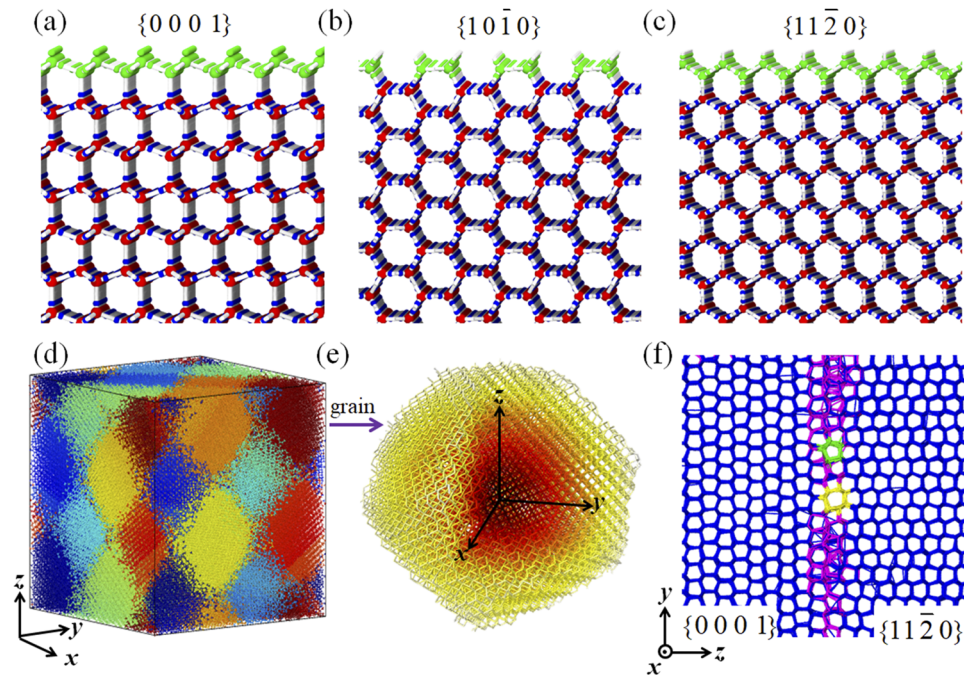 (a) {0 0 0 1} (b) {1 0 1̅ 0} (c) {1 1 2̅ 0}
(d) (e) (f)
grain
z
y
x
z
y
x
y
x
z
{0 0 0 1}
{1 1 2̅ 0}